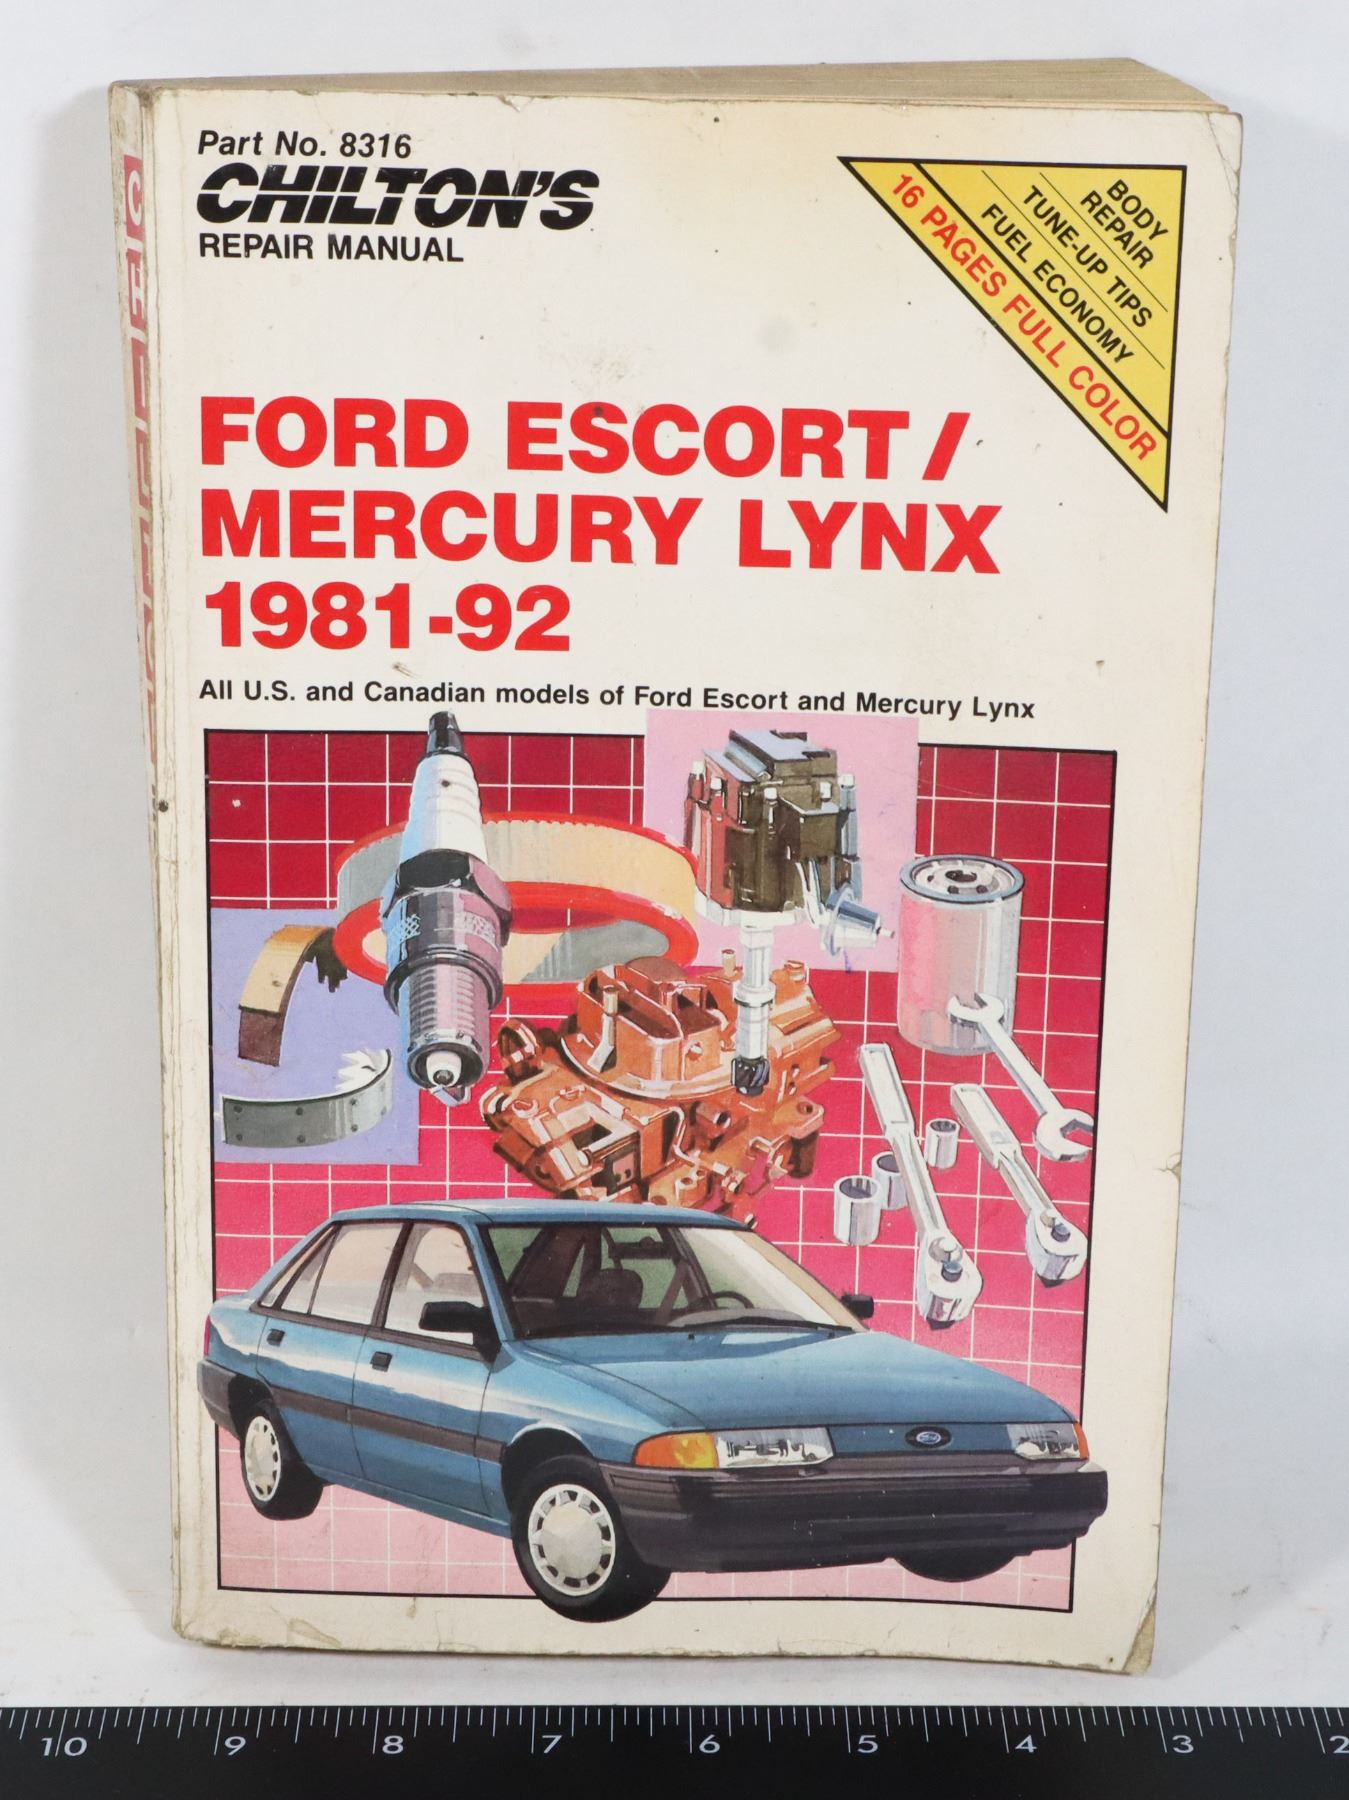 Part No. 8316
CHILTON'S
REPAIR MANUAL
BODY
REPAIR
TUNE-UP TIPS
FUEL ECONOMY
16 PAGES FULL COLOR
FORD ESCORT/
MERCURY LYNX
1981-92
All U.S. and Canadian models of Ford Escort and Mercury Lynx
Ford
10 9 8 7 6 5 4 3 2